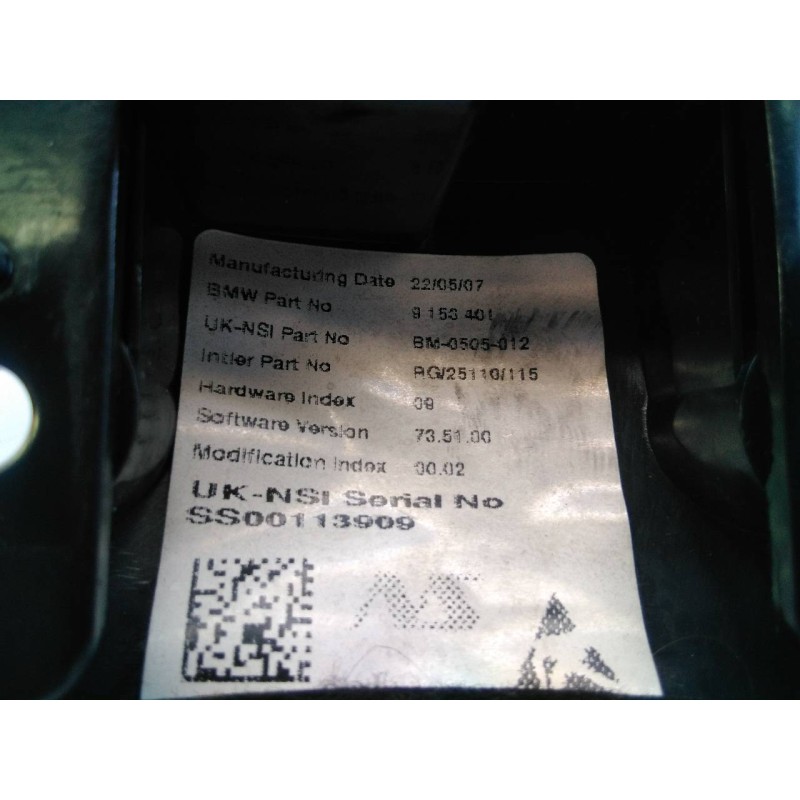 Manufacturing Date 22/05/07
BMW Part No 9 153 401
UK-NSI Part No BM-0505-012
Intier Part No RG/25110/115
Hardware Index 09
Software Version 73.51.00
Modification Index 00.02
UK-NSI Serial No
SS00113909